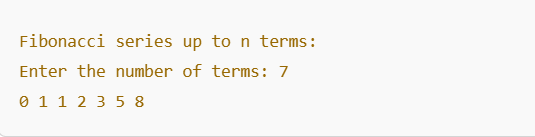 Fibonacci series up to n terms:
Enter the number of terms: 7
0 1 1 2 3 5 8